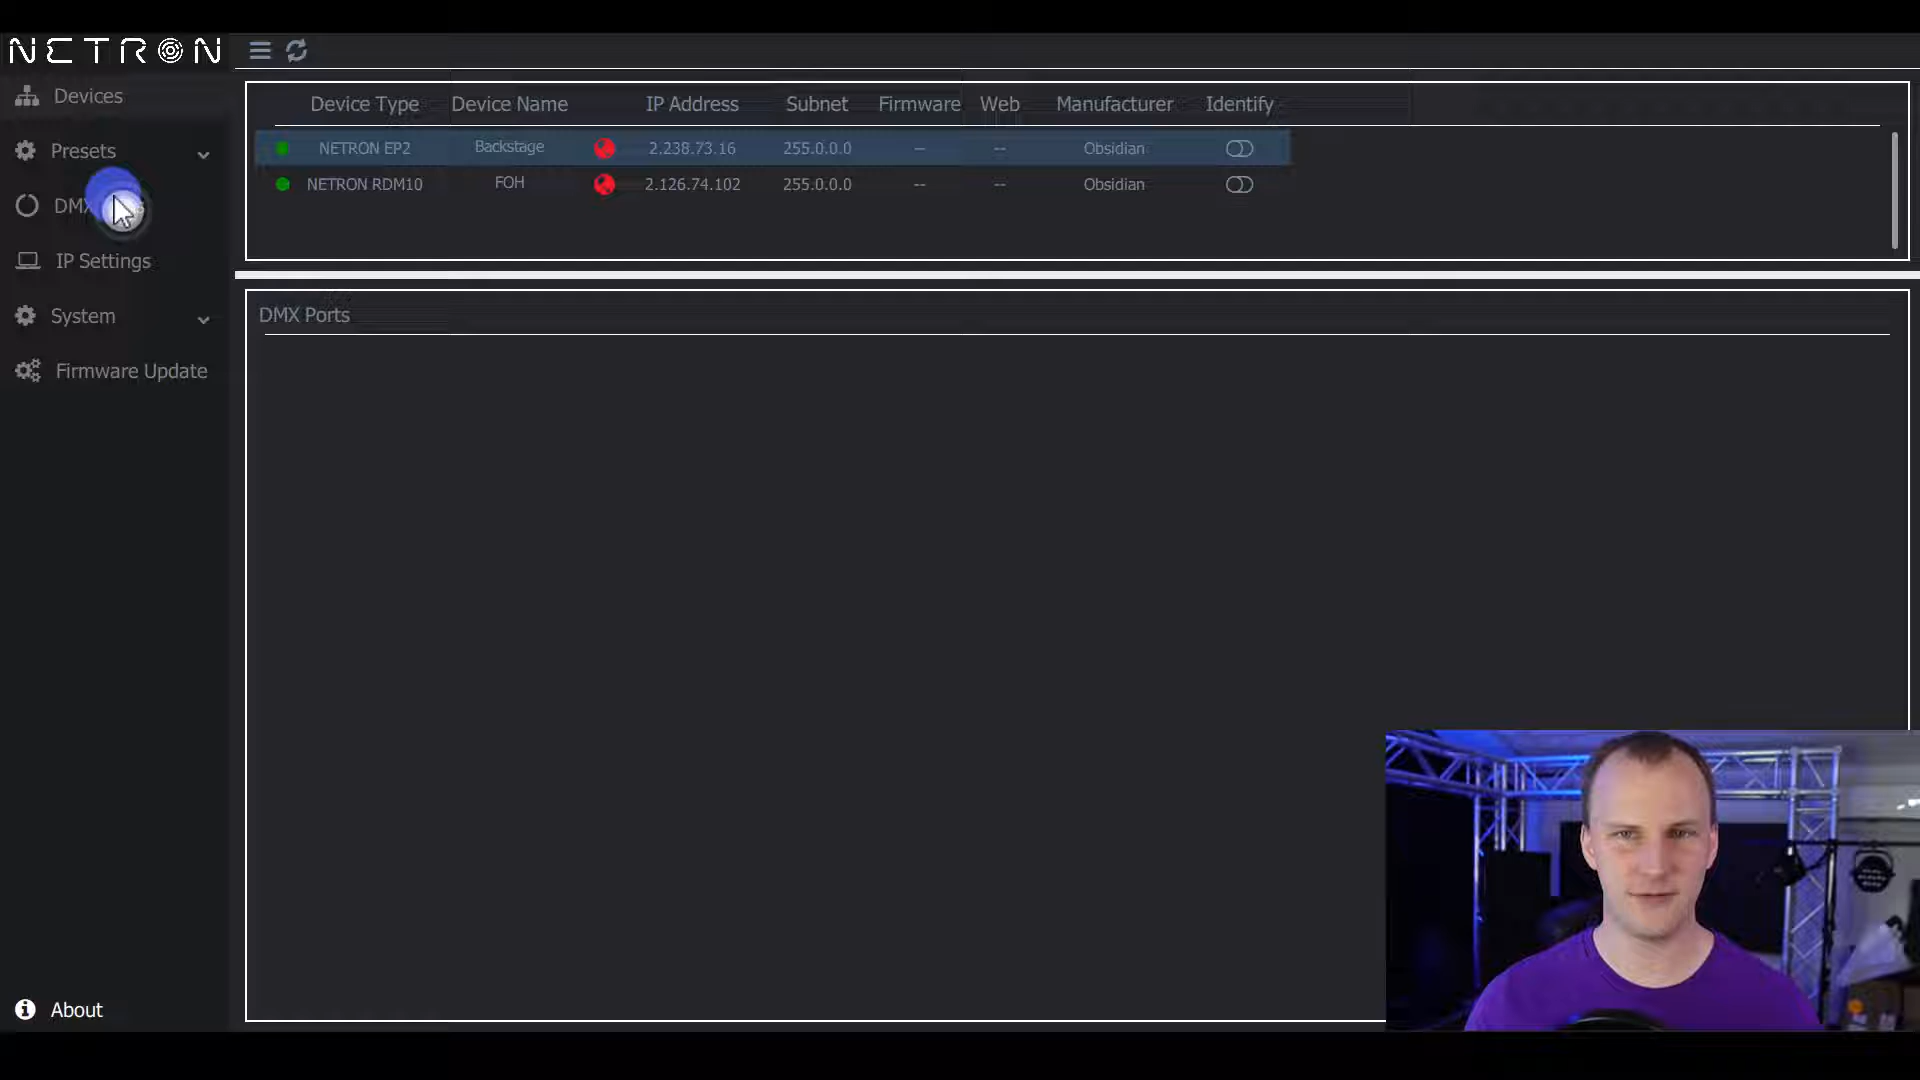 NETRON
Devices
Presets
DMX
IP Settings
System
Firmware Update
About
Device Type Device Name IP Address Subnet Firmware Web Manufacturer Identify
NETRON EP2 Backstage 2.238.73.16 255.0.0.0 -- -- Obsidian
NETRON RDM10 FOH 2.126.74.102 255.0.0.0 -- -- Obsidian
DMX Ports